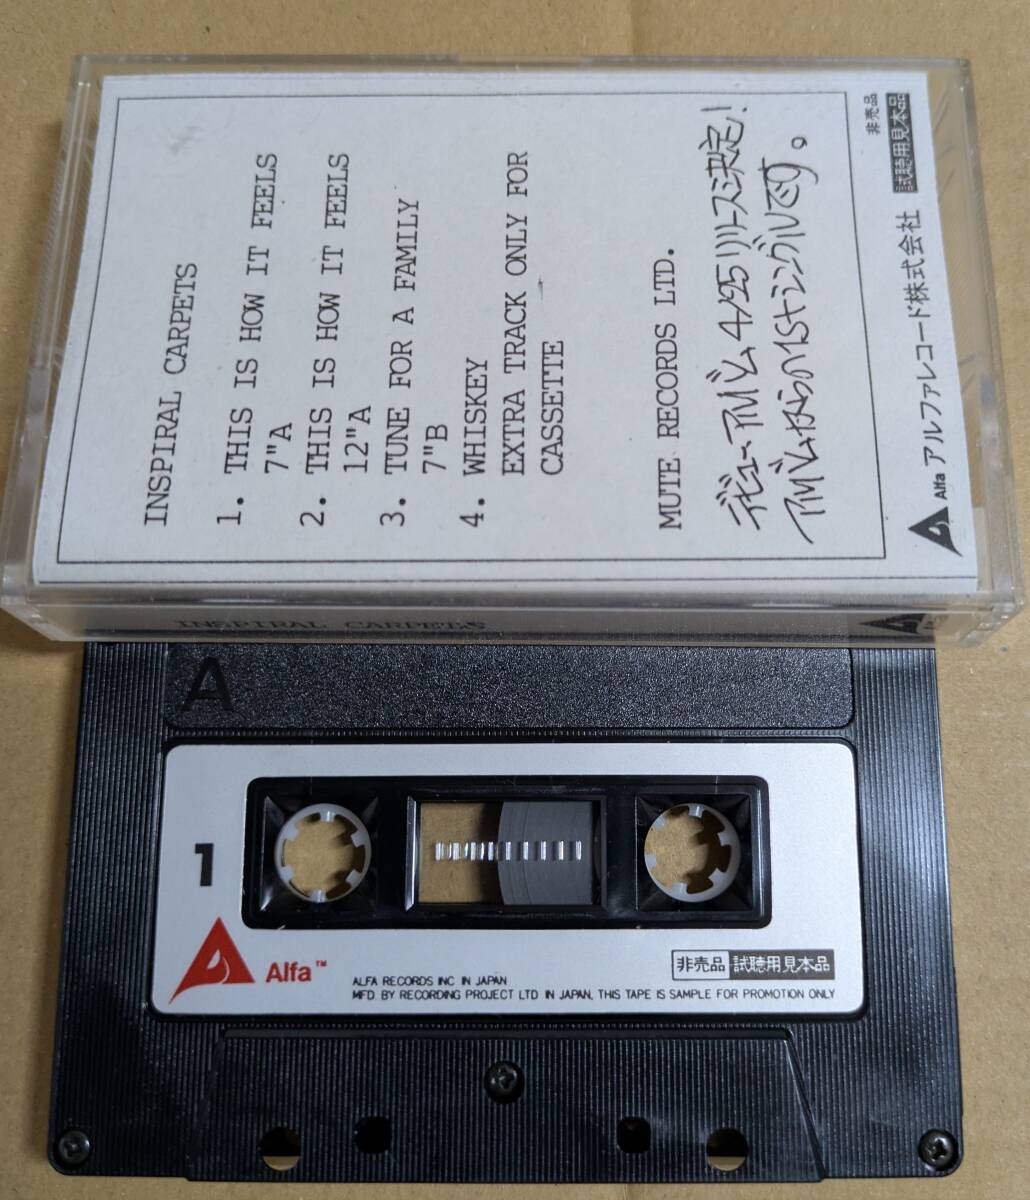 INSPIRAL CARPETS
1. THIS IS HOW IT FEELS
7"A
2. THIS IS HOW IT FEELS
12"A
3. TUNE FOR A FAMILY
7"B
4. WHISKEY
EXTRA TRACK ONLY FOR
CASSETTE
MUTE RECORDS LTD.
デビューアルバム 4/25リリース決定!
アルバムからの1stシングルです。
Alfa アルファレコード株式会社
非売品
試聴用見本品
INSPIRAL CARPETS
A
1
Alfa™
ALFA RECORDS INC IN JAPAN
MFD. BY RECORDING PROJECT LTD IN JAPAN, THIS TAPE IS SAMPLE FOR PROMOTION ONLY
非売品 試聴用見本品